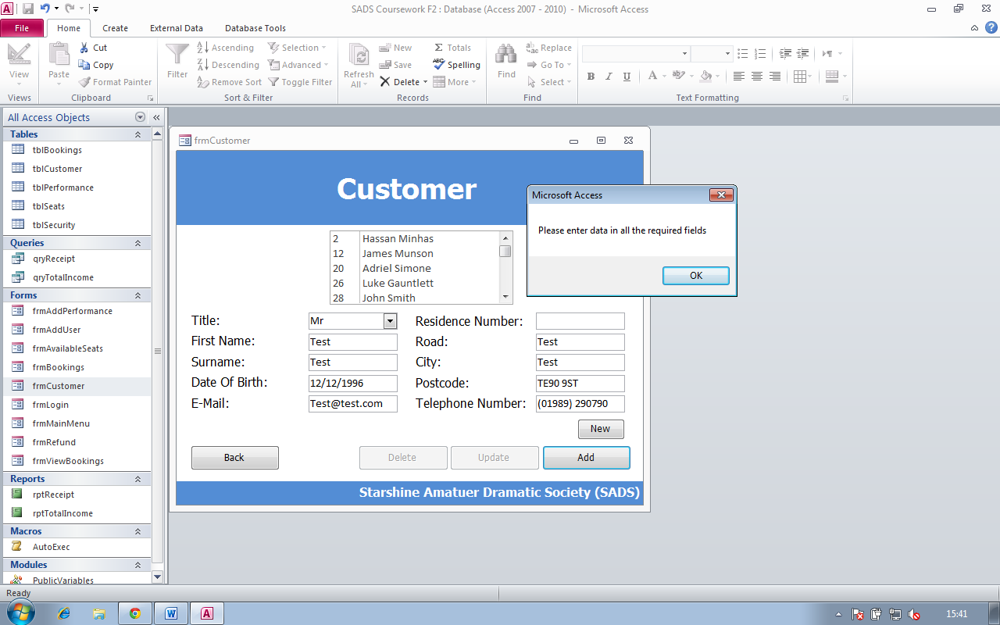 SADS Coursework F2 : Database (Access 2007 - 2010) - Microsoft Access
File Home Create External Data Database Tools
View
Views
Paste
Cut
Copy
Format Painter
Clipboard
Filter
Ascending
Descending
Remove Sort
Selection
Advanced
Toggle Filter
Sort & Filter
Refresh
All
New
Save
Delete
Totals
Spelling
More
Records
Find
Replace
Go To
Select
Find
B I U
A
Text Formatting
All Access Objects
Tables
tblBookings
tblCustomer
tblPerformance
tblSeats
tblSecurity
Queries
qryReceipt
qryTotalIncome
Forms
frmAddPerformance
frmAddUser
frmAvailableSeats
frmBookings
frmCustomer
frmLogin
frmMainMenu
frmRefund
frmViewBookings
Reports
rptReceipt
rptTotalIncome
Macros
AutoExec
Modules
PublicVariables
frmCustomer
Customer
2 Hassan Minhas
12 James Munson
20 Adriel Simone
26 Luke Gauntlett
28 John Smith
Title: Mr
First Name: Test
Surname: Test
Date Of Birth: 12/12/1996
E-Mail: Test@test.com
Residence Number:
Road: Test
City: Test
Postcode: TE90 9ST
Telephone Number: (01989) 290790
New
Back Delete Update Add
Starshine Amatuer Dramatic Society (SADS)
Microsoft Access
Please enter data in all the required fields
OK
Ready
15:41